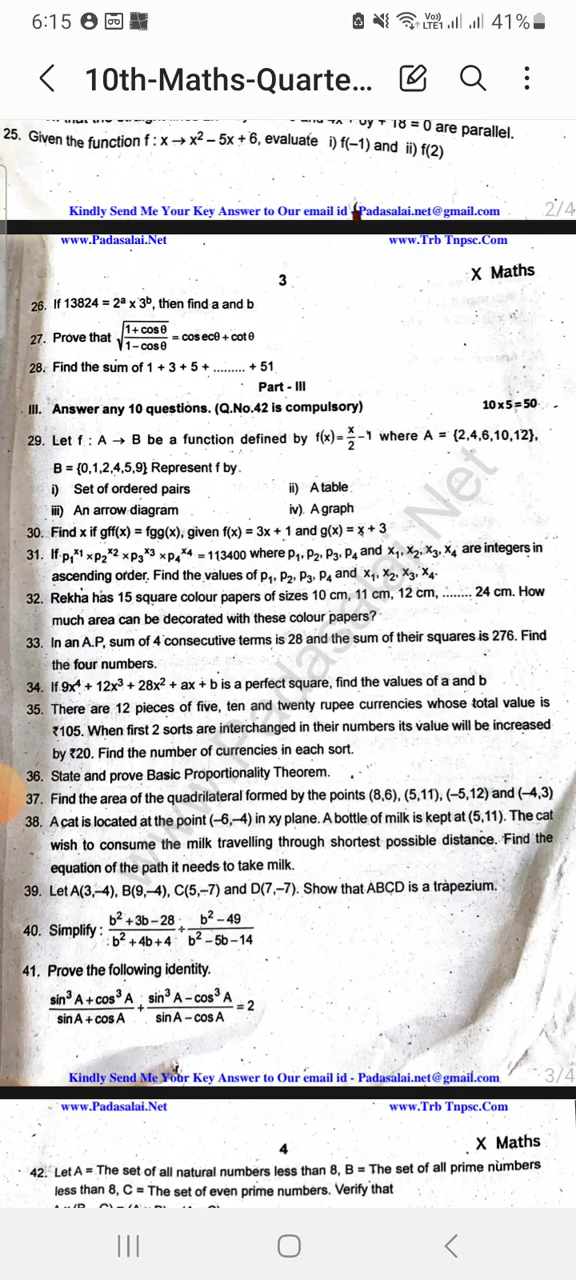 6:15 Vo)) LTE1 41%
10th-Maths-Quarte...
= 0 are parallel.
25. Given the function f : x → x² – 5x + 6, evaluate i) f(–1) and ii) f(2)
Kindly Send Me Your Key Answer to Our email id - Padasalai.net@gmail.com 2/4
www.Padasalai.Net www.Trb Tnpsc.Com
3 X Maths
26. If 13824 = 2ᵃ x 3ᵇ, then find a and b
27. Prove that √((1+cosθ)/(1–cosθ)) = cosecθ + cotθ
28. Find the sum of 1 + 3 + 5 + ......... + 51
Part - III
III. Answer any 10 questions. (Q.No.42 is compulsory) 10x5=50
29. Let f : A → B be a function defined by f(x)= x/2 –1 where A = {2,4,6,10,12},
B = {0,1,2,4,5,9} Represent f by.
i) Set of ordered pairs ii) A table
iii) An arrow diagram iv). A graph
30. Find x if gff(x) = fgg(x), given f(x) = 3x + 1 and g(x) = x + 3
31. If p₁ˣ¹ × p₂ˣ² × p₃ˣ³ × p₄ˣ⁴ = 113400 where p₁, p₂, p₃, p₄ and x₁, x₂, x₃, x₄ are integers in
ascending order. Find the values of p₁, p₂, p₃, p₄ and x₁, x₂, x₃, x₄.
32. Rekha has 15 square colour papers of sizes 10 cm, 11 cm, 12 cm, ........ 24 cm. How
much area can be decorated with these colour papers?
33. In an A.P, sum of 4 consecutive terms is 28 and the sum of their squares is 276. Find
the four numbers.
34. If 9x⁴ + 12x³ + 28x² + ax + b is a perfect square, find the values of a and b
35. There are 12 pieces of five, ten and twenty rupee currencies whose total value is
₹105. When first 2 sorts are interchanged in their numbers its value will be increased
by ₹20. Find the number of currencies in each sort.
36. State and prove Basic Proportionality Theorem.
37. Find the area of the quadrilateral formed by the points (8,6), (5,11), (–5,12) and (–4,3)
38. A cat is located at the point (–6,–4) in xy plane. A bottle of milk is kept at (5,11). The cat
wish to consume the milk travelling through shortest possible distance. Find the
equation of the path it needs to take milk.
39. Let A(3,–4), B(9,–4), C(5,–7) and D(7,–7). Show that ABCD is a trapezium.
40. Simplify : (b²+3b–28)/(b²+4b+4) ÷ (b²–49)/(b²–5b–14)
41. Prove the following identity.
(sin³A+cos³A)/(sinA+cosA) + (sin³A–cos³A)/(sinA–cosA) = 2
Kindly Send Me Your Key Answer to Our email id - Padasalai.net@gmail.com 3/4
www.Padasalai.Net www.Trb Tnpsc.Com
4 X Maths
42. Let A = The set of all natural numbers less than 8, B = The set of all prime numbers
less than 8, C = The set of even prime numbers. Verify that
www.Padasalai.Net